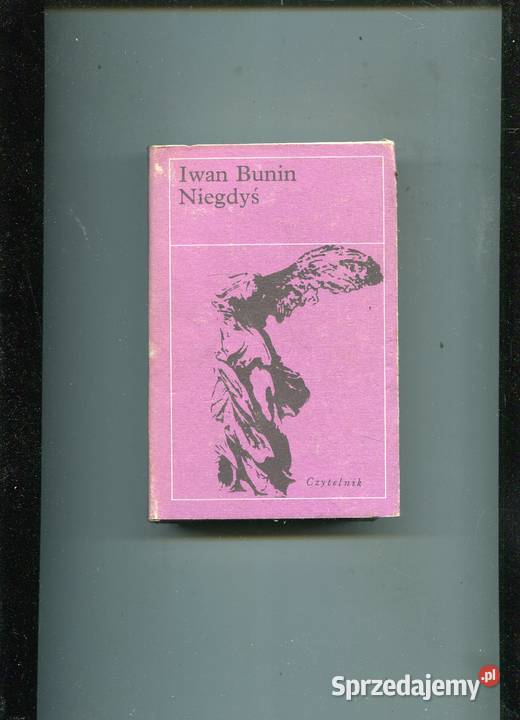 Iwan Bunin
Niegdyś
Czytelnik
Sprzedajemy.pl